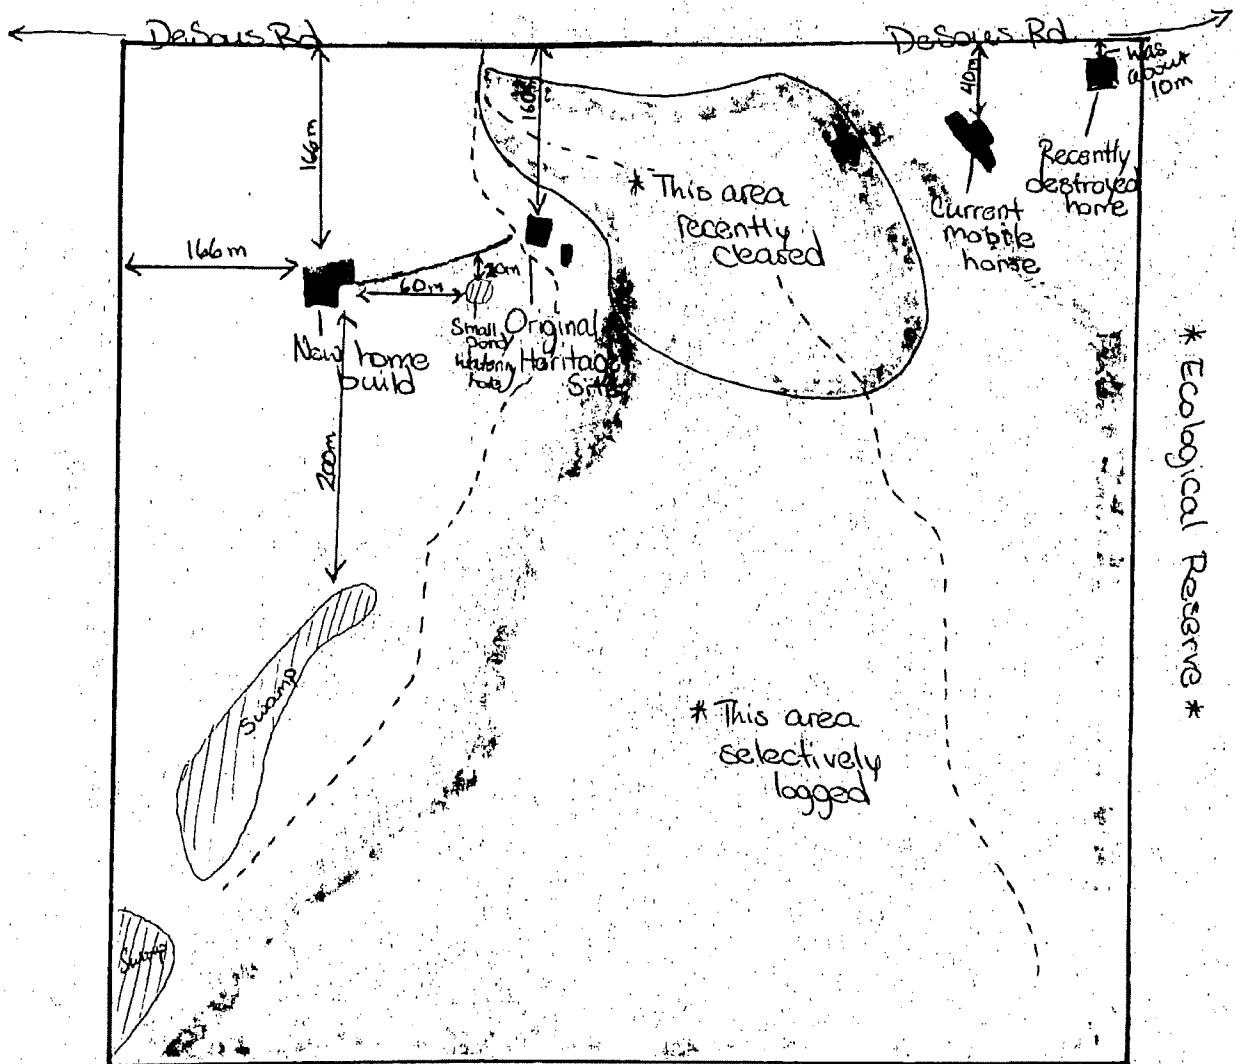 DeSous Rd
DeSous Rd
was
about
10m
40m
160m
166m
Recently
destroyed
home
* This area
recently
cleared
Current
mobile
home
166m
20m
60m
Small
Pond
Original
Heritage
Site
New home
build
200m
* Ecological Reserve *
Swamp
* This area
selectively
logged
Swamp